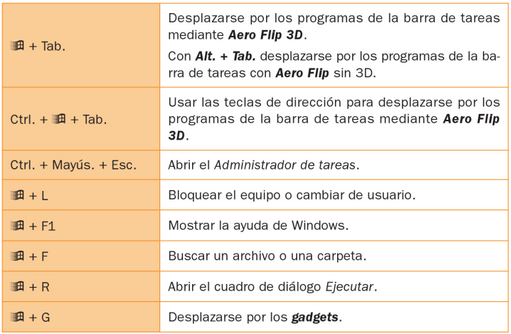 + Tab.
Desplazarse por los programas de la barra de tareas
mediante Aero Flip 3D.
Con Alt. + Tab. desplazarse por los programas de la ba-
rra de tareas con Aero Flip sin 3D.
Ctrl. + + Tab.
Usar las teclas de dirección para desplazarse por los
programas de la barra de tareas mediante Aero Flip
3D.
Ctrl. + Mayús. + Esc.
Abrir el Administrador de tareas.
+ L
Bloquear el equipo o cambiar de usuario.
+ F1
Mostrar la ayuda de Windows.
+ F
Buscar un archivo o una carpeta.
+ R
Abrir el cuadro de diálogo Ejecutar.
+ G
Desplazarse por los gadgets.